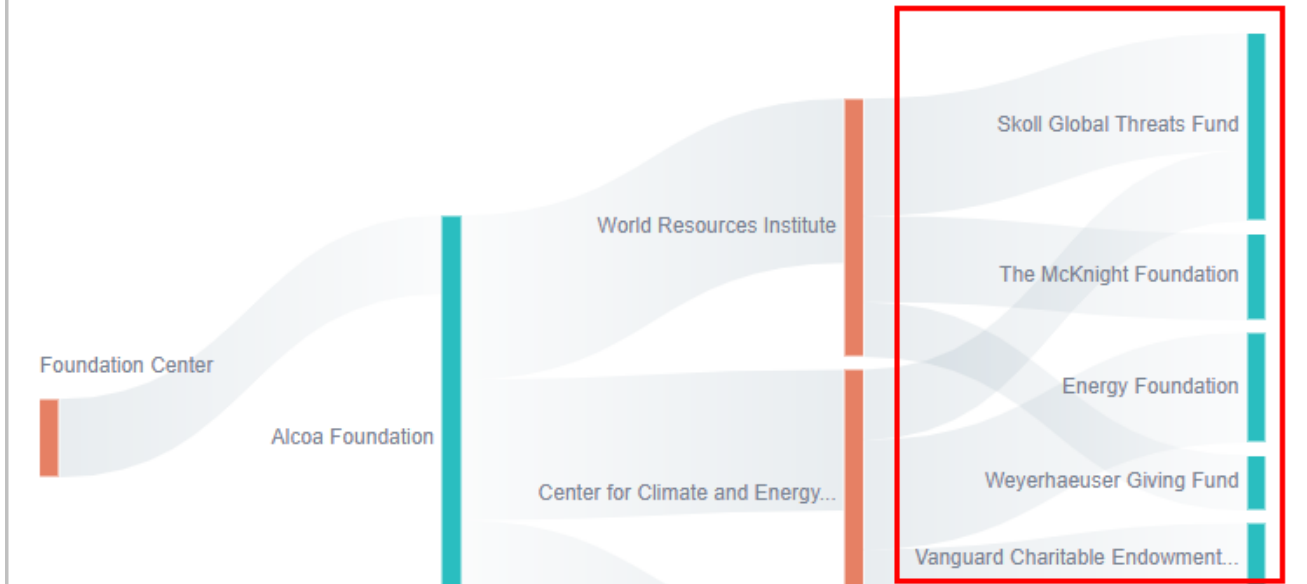 Skoll Global Threats Fund
World Resources Institute
The McKnight Foundation
Foundation Center
Energy Foundation
Alcoa Foundation
Weyerhaeuser Giving Fund
Center for Climate and Energy...
Vanguard Charitable Endowment...